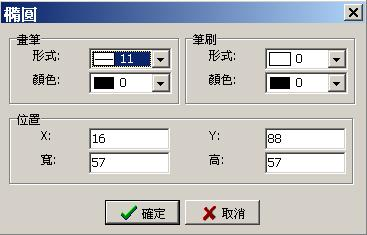 橢圓
畫筆
形式: 11
顏色: 0
筆刷
形式: 0
顏色: 0
位置
X: 16 Y: 88
寬: 57 高: 57
確定 取消